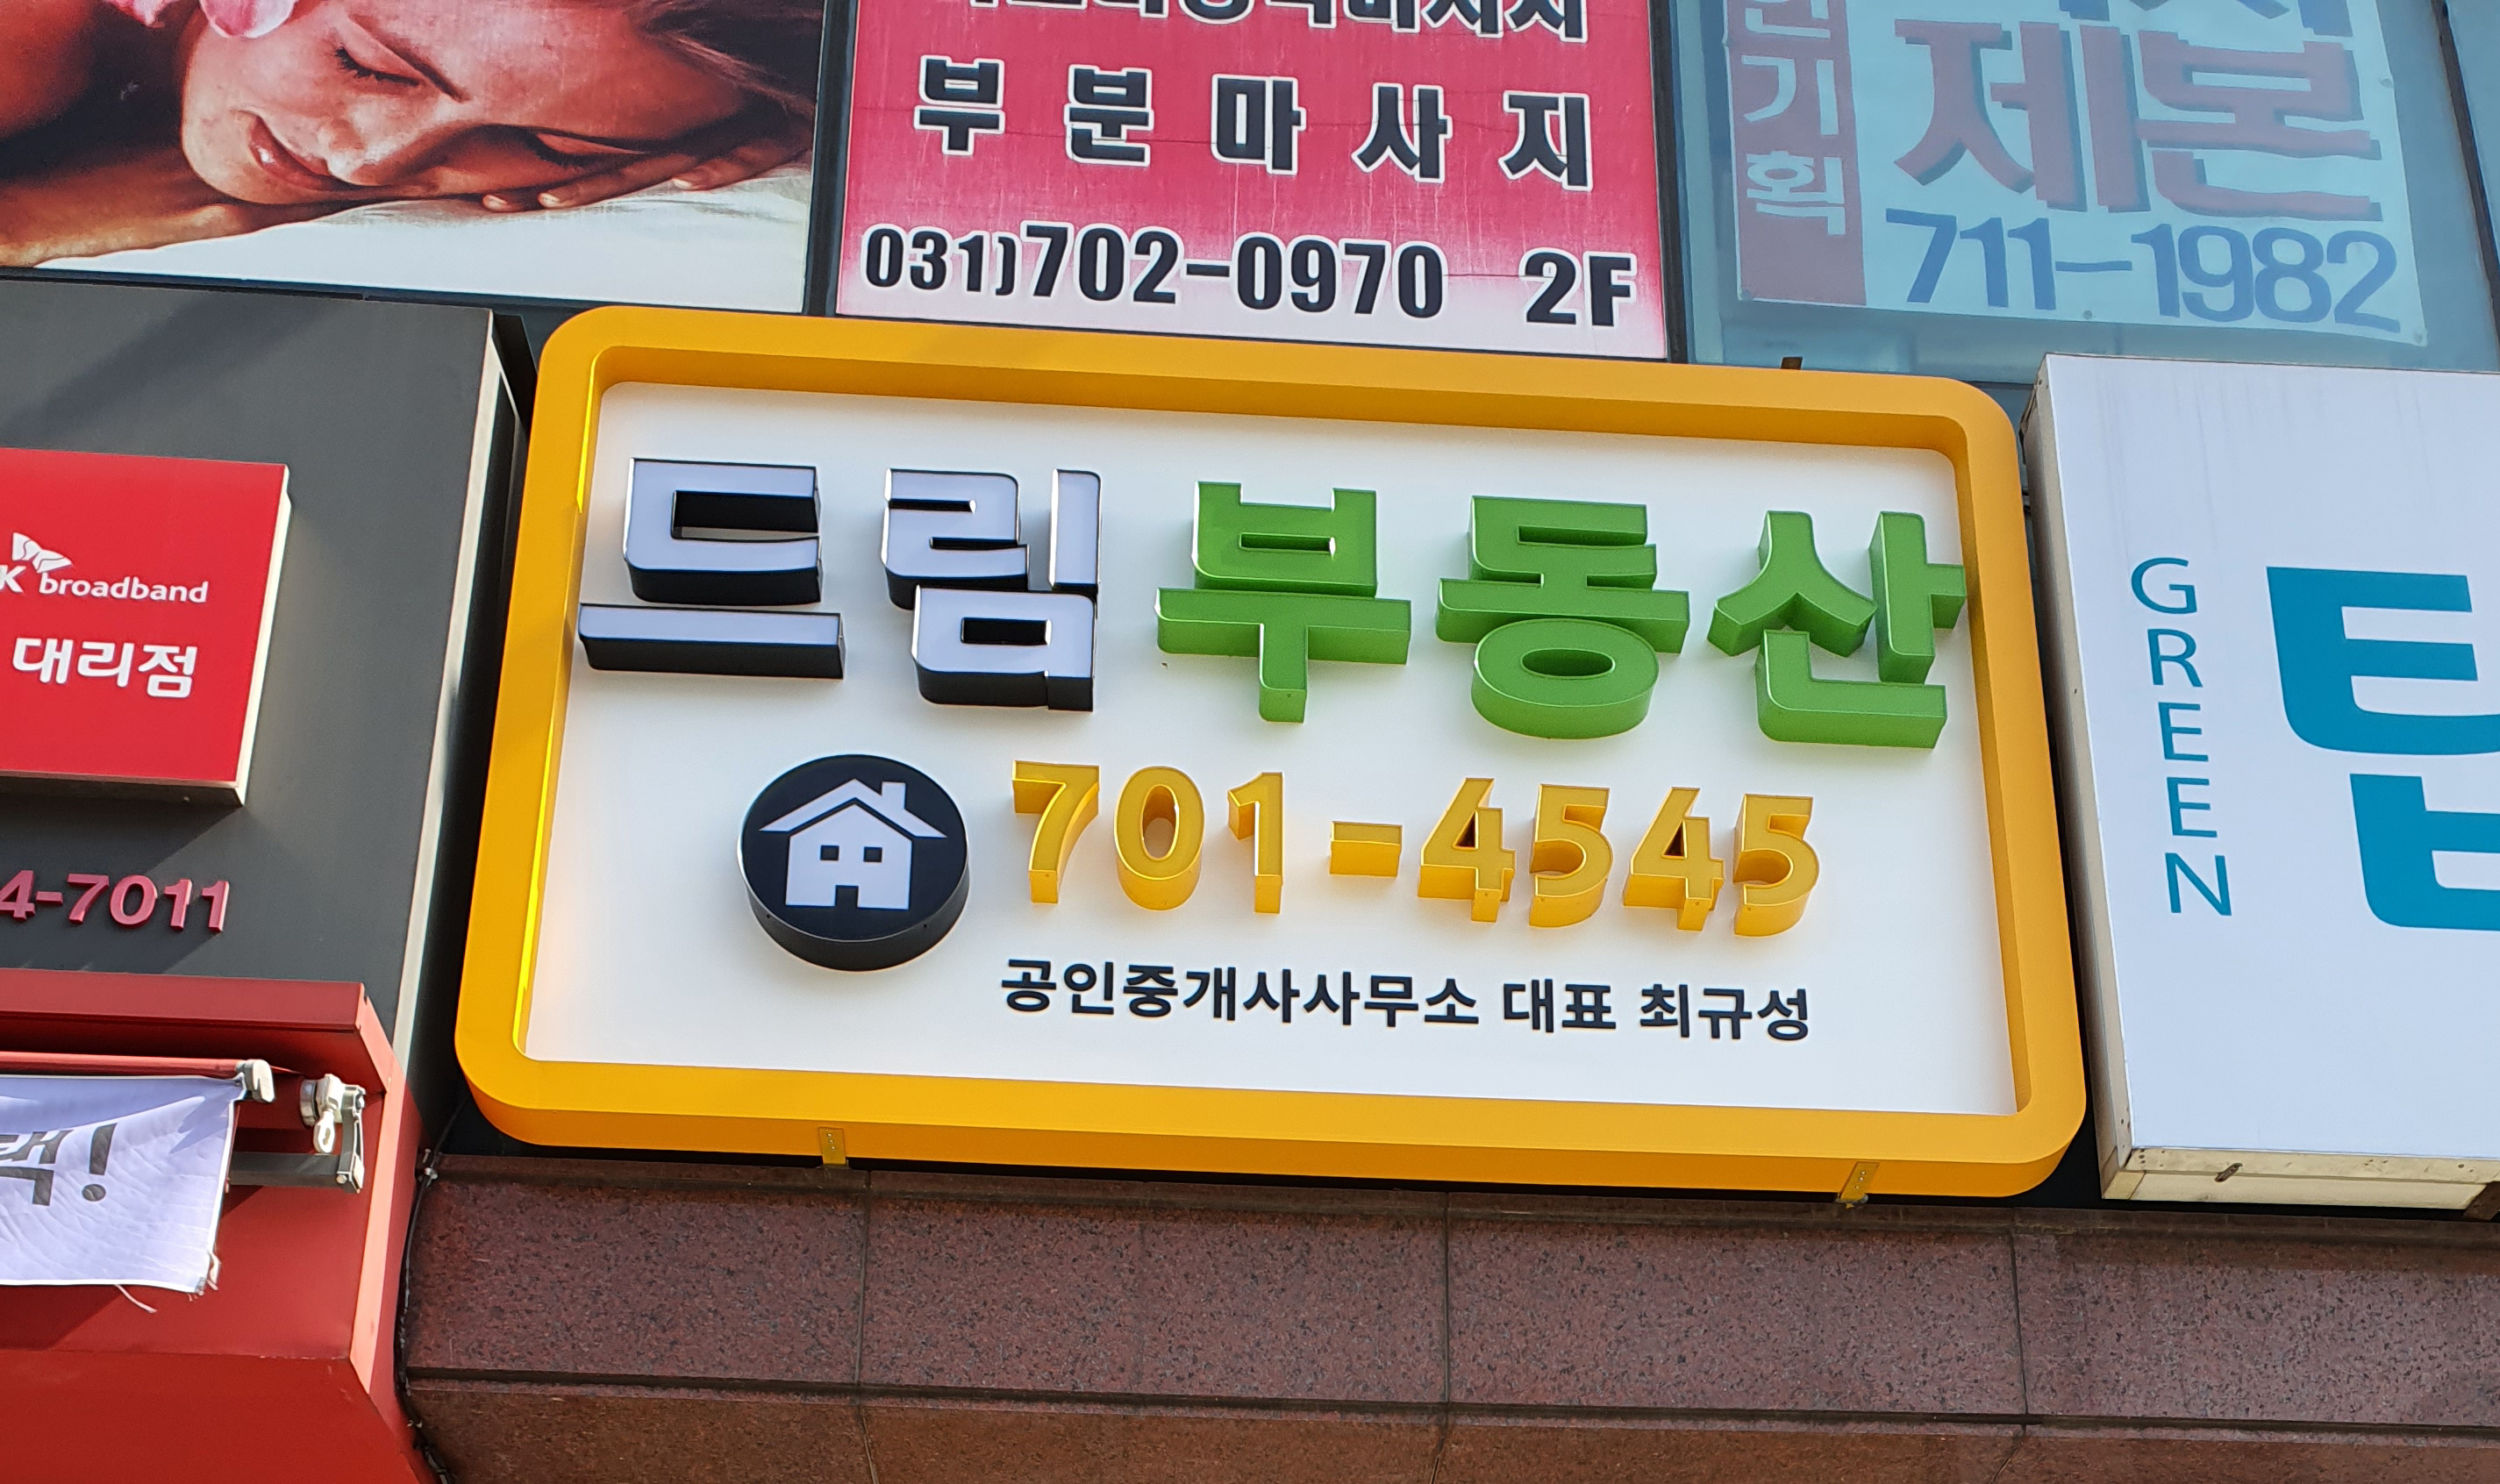 부분마사지
031)702-0970 2F
기획
제본
711-1982
broadband
대리점
4-7011
드림부동산
701-4545
공인중개사사무소 대표 최규성
GREEN